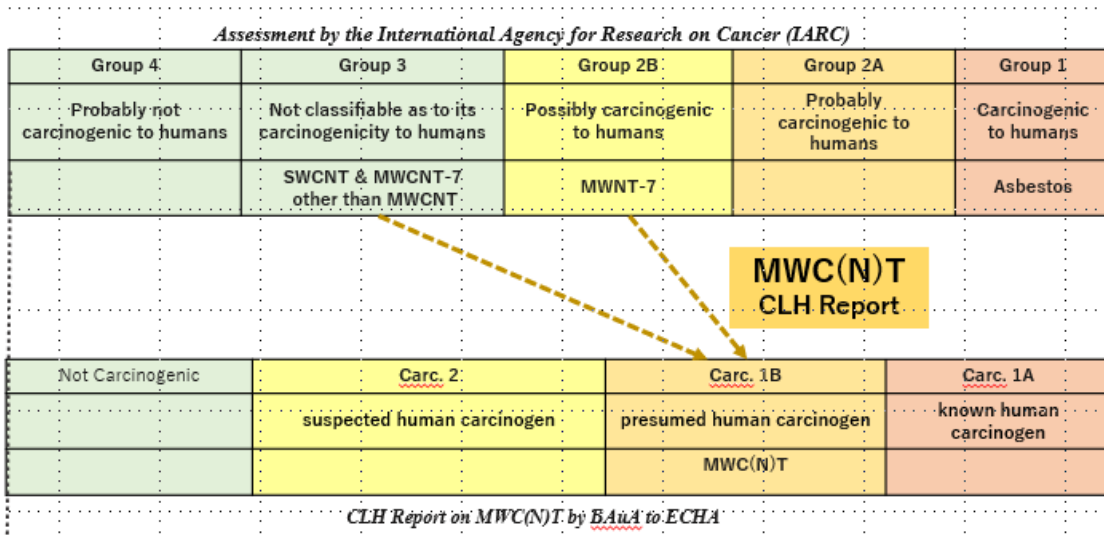 Assessment by the International Agency for Research on Cancer (IARC)
Group 4
Group 3
Group 2B
Group 2A
Group 1
Probably not
carcinogenic to humans
Not classifiable as to its
carcinogenicity to humans
Possibly carcinogenic
to humans
Probably
carcinogenic to
humans
Carcinogenic
to humans
SWCNT & MWCNT-7
other than MWCNT
MWNT-7
Asbestos
MWC(N)T
CLH Report
Not Carcinogenic
Carc. 2
Carc. 1B
Carc. 1A
suspected human carcinogen
presumed human carcinogen
known human
carcinogen
MWC(N)T
CLH Report on MWC(N)T by BAuA to ECHA